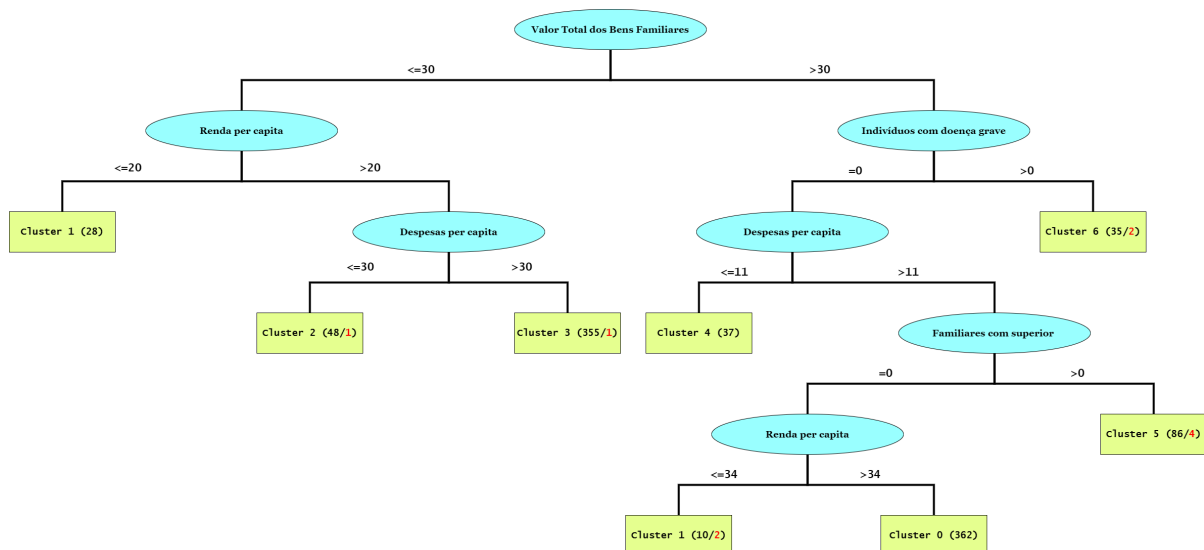 Valor Total dos Bens Familiares
<=30
>30
Renda per capita
Indivíduos com doença grave
<=20
>20
=0
>0
Cluster 1 (28)
Despesas per capita
Despesas per capita
Cluster 6 (35/2)
<=30
>30
<=11
>11
Cluster 2 (48/1)
Cluster 3 (355/1)
Cluster 4 (37)
Familiares com superior
=0
>0
Renda per capita
Cluster 5 (86/4)
<=34
>34
Cluster 1 (10/2)
Cluster 0 (362)